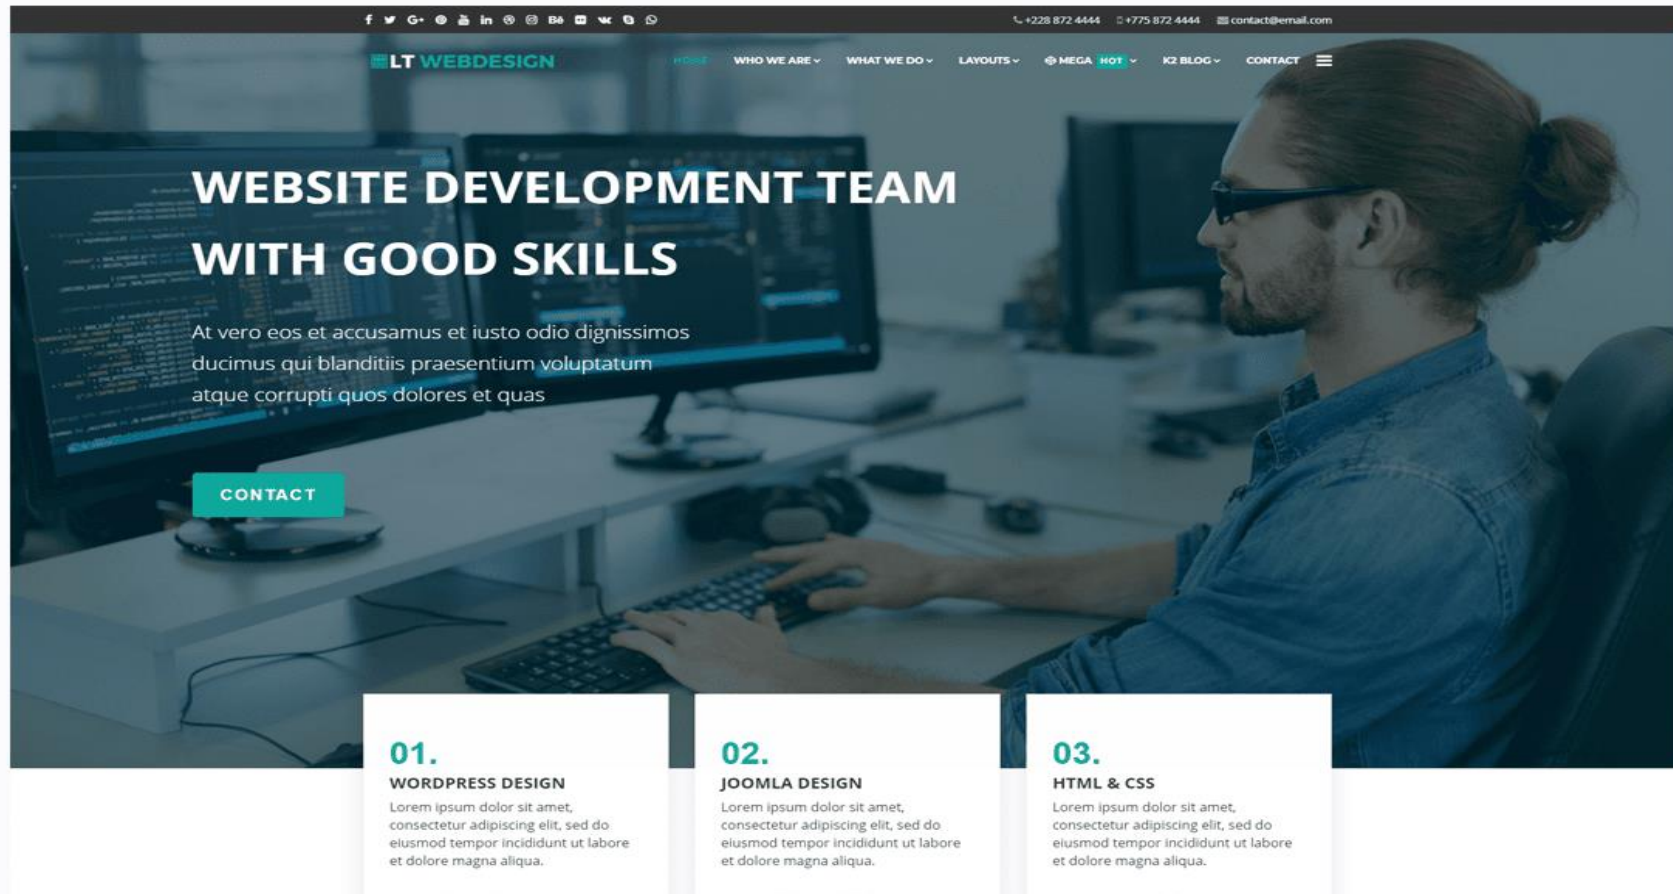 +228 872 4444 +775 872 4444 contact@email.com
LT WEBDESIGN HOME WHO WE ARE WHAT WE DO LAYOUTS MEGA HOT K2 BLOG CONTACT
WEBSITE DEVELOPMENT TEAM
WITH GOOD SKILLS
At vero eos et accusamus et iusto odio dignissimos
ducimus qui blanditiis praesentium voluptatum
atque corrupti quos dolores et quas
CONTACT
01.
WORDPRESS DESIGN
Lorem ipsum dolor sit amet,
consectetur adipiscing elit, sed do
eiusmod tempor incididunt ut labore
et dolore magna aliqua.
02.
JOOMLA DESIGN
Lorem ipsum dolor sit amet,
consectetur adipiscing elit, sed do
eiusmod tempor incididunt ut labore
et dolore magna aliqua.
03.
HTML & CSS
Lorem ipsum dolor sit amet,
consectetur adipiscing elit, sed do
eiusmod tempor incididunt ut labore
et dolore magna aliqua.